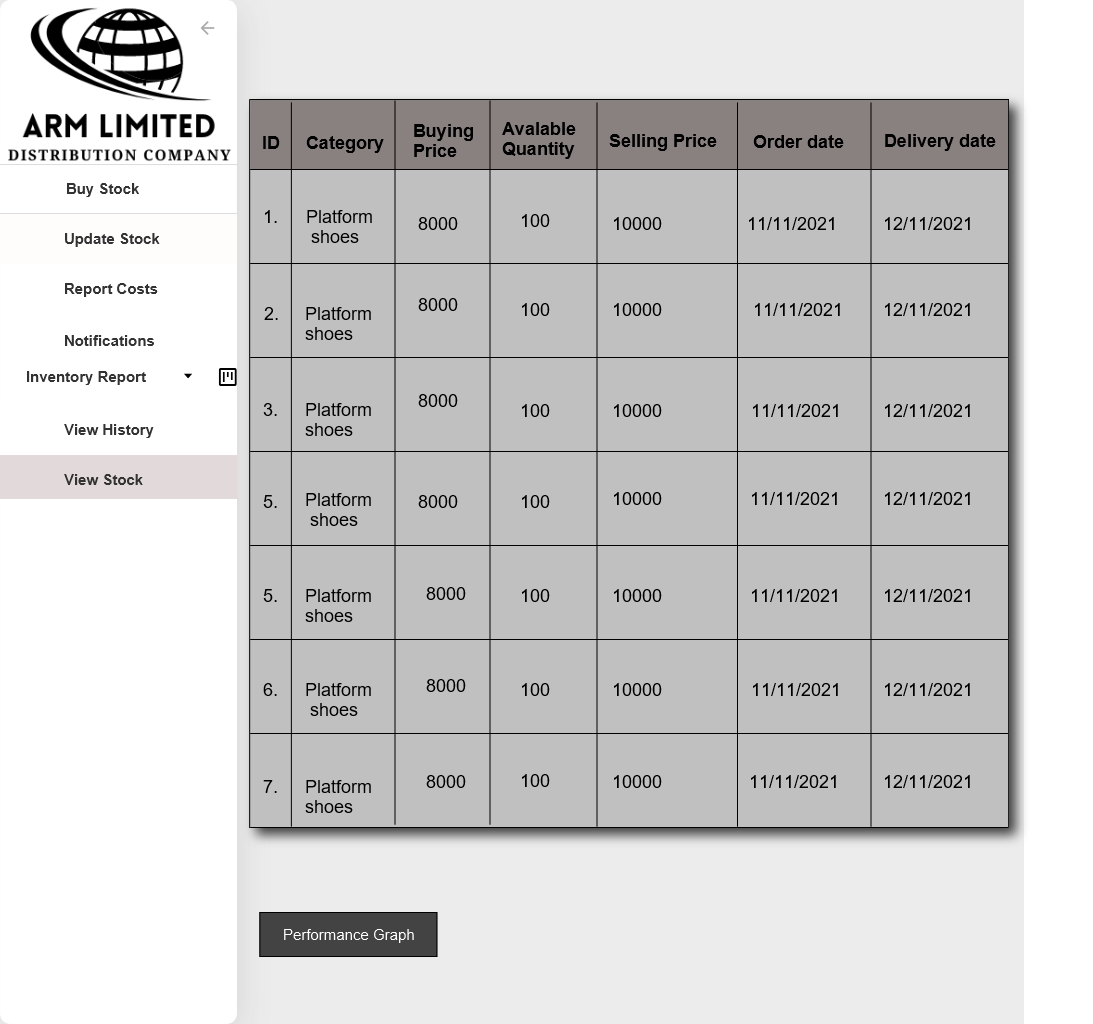 ARM LIMITED
DISTRIBUTION COMPANY
Buy Stock
Update Stock
Report Costs
Notifications
Inventory Report
View History
View Stock
ID Category Buying Price Avalable Quantity Selling Price Order date Delivery date
1. Platform shoes 8000 100 10000 11/11/2021 12/11/2021
2. Platform shoes 8000 100 10000 11/11/2021 12/11/2021
3. Platform shoes 8000 100 10000 11/11/2021 12/11/2021
5. Platform shoes 8000 100 10000 11/11/2021 12/11/2021
5. Platform shoes 8000 100 10000 11/11/2021 12/11/2021
6. Platform shoes 8000 100 10000 11/11/2021 12/11/2021
7. Platform shoes 8000 100 10000 11/11/2021 12/11/2021
Performance Graph